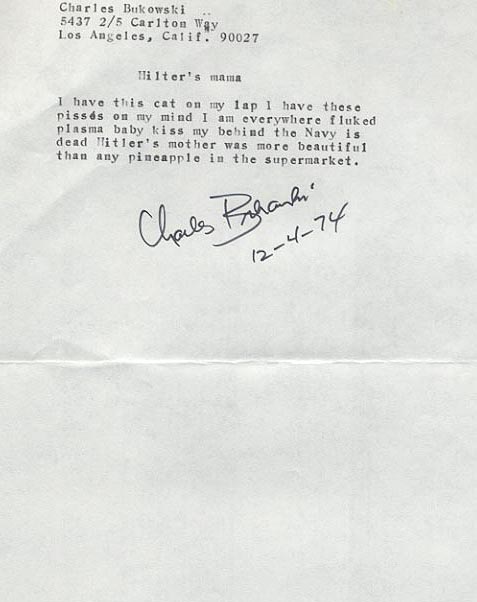 Charles Bukowski
5437 2/5 Carlton Way
Los Angeles, Calif. 90027
Hilter's mama
I have this cat on my lap I have these
pisses on my mind I am everywhere fluked
plasma baby kiss my behind the Navy is
dead Hitler's mother was more beautiful
than any pineapple in the supermarket.
Charles Bukowski
12-4-74